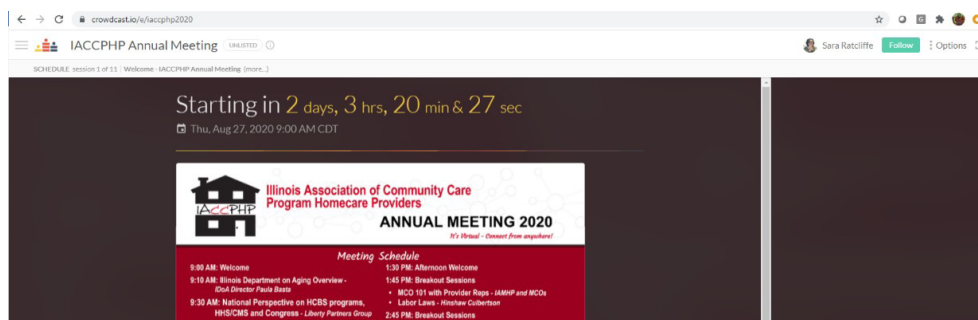 crowdcast.io/e/iaccphp2020
IACCPHP Annual Meeting UNLISTED
Sara Ratcliffe Follow Options
SCHEDULE session 1 of 11 | Welcome - IACCPHP Annual Meeting (more...)
Starting in 2 days, 3 hrs, 20 min & 27 sec
Thu, Aug 27, 2020 9:00 AM CDT
IACCPHP
Illinois Association of Community Care
Program Homecare Providers
ANNUAL MEETING 2020
It's Virtual - Connect from anywhere!
Meeting Schedule
9:00 AM: Welcome
9:10 AM: Illinois Department on Aging Overview -
IDoA Director Paula Basta
9:30 AM: National Perspective on HCBS programs,
HHS/CMS and Congress - Liberty Partners Group
1:30 PM: Afternoon Welcome
1:45 PM: Breakout Sessions
• MCO 101 with Provider Reps - IAMHP and MCOs
• Labor Laws - Hinshaw Culbertson
2:45 PM: Breakout Sessions